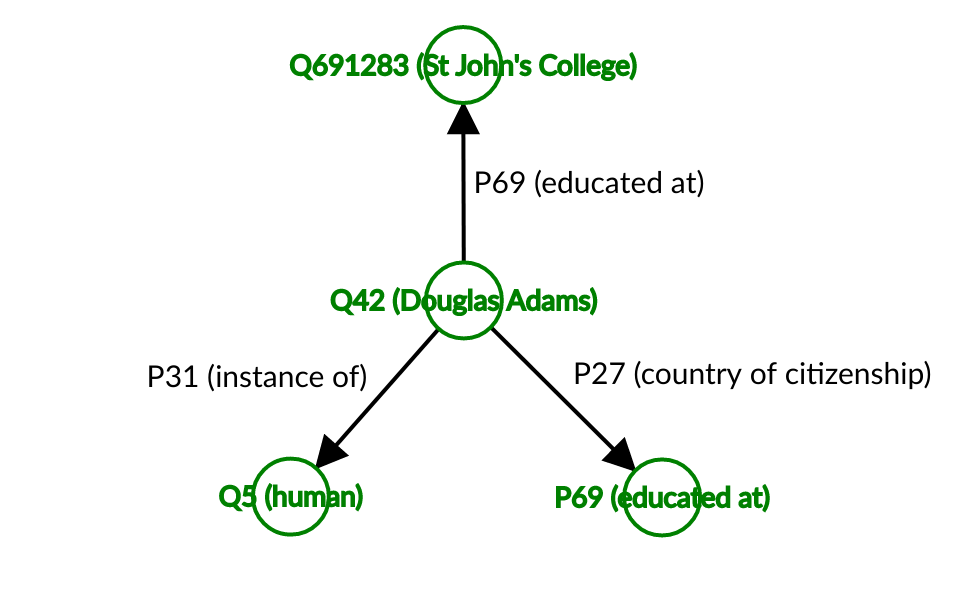 Q691283 (St John's College)
P69 (educated at)
Q42 (Douglas Adams)
P31 (instance of)
P27 (country of citizenship)
Q5 (human)
P69 (educated at)